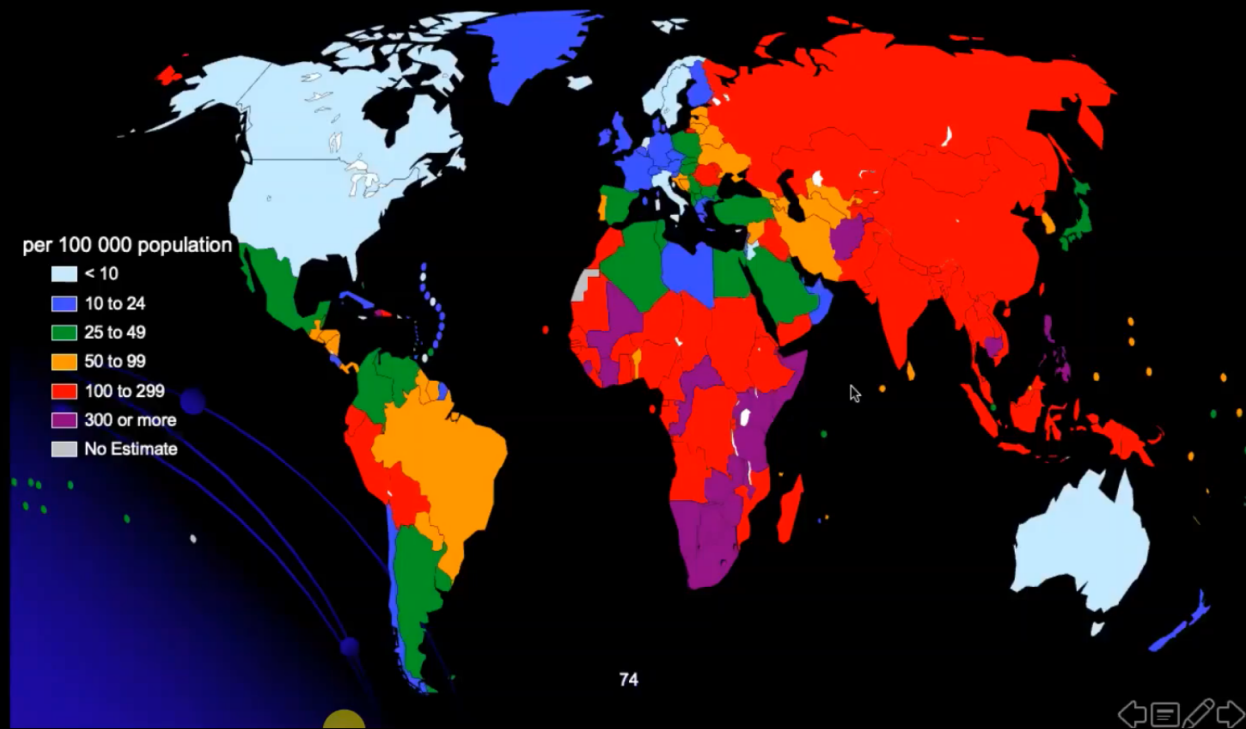 per 100 000 population
< 10
10 to 24
25 to 49
50 to 99
100 to 299
300 or more
No Estimate
74